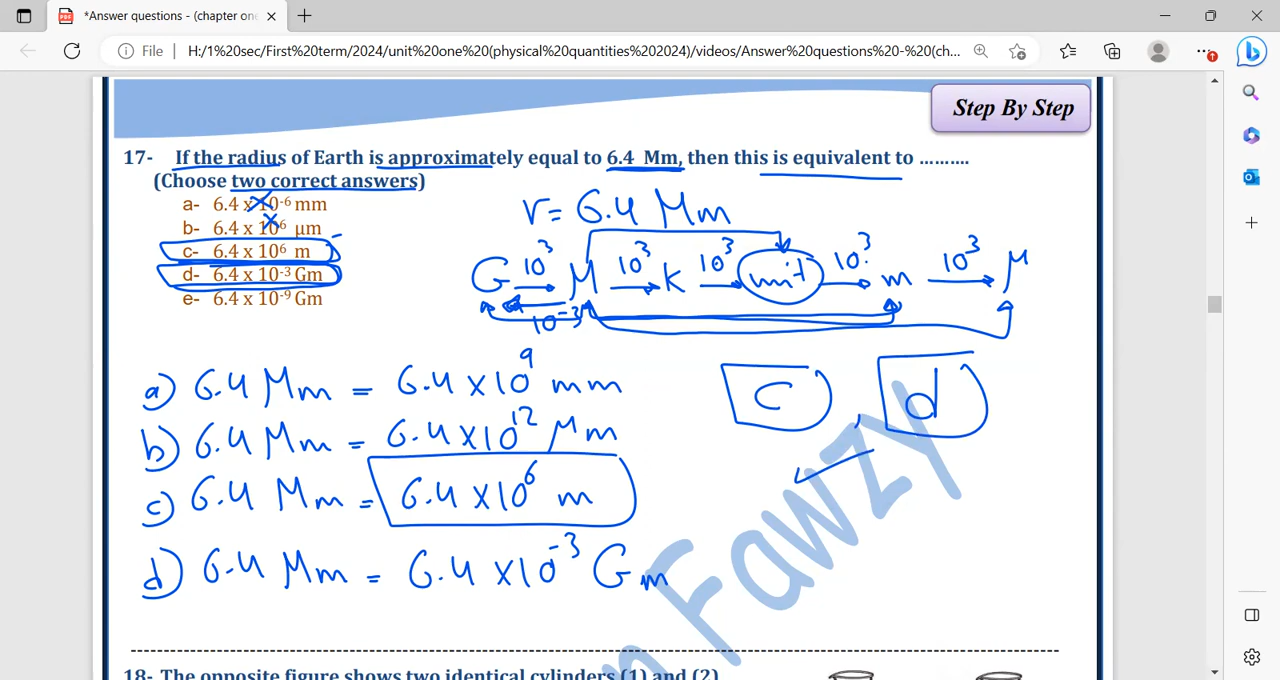 *Answer questions - (chapter one
File H:/1%20sec/First%20term/2024/unit%20one%20(physical%20quantities%202024)/videos/Answer%20questions%20-%20(ch...
Step By Step
17- If the radius of Earth is approximately equal to 6.4 Mm, then this is equivalent to ..........
(Choose two correct answers)
a- 6.4 x 10-6 mm
b- 6.4 x 106 μm
c- 6.4 x 106 m
d- 6.4 x 10-3 Gm
e- 6.4 x 10-9 Gm
r = 6.4 Mm
10³ 10³ 10³ 10³ 10³
G M K unit m μ
10⁻³
a) 6.4 Mm = 6.4 × 10⁹ mm
b) 6.4 Mm = 6.4 × 10¹² μm
c) 6.4 Mm = 6.4 × 10⁶ m
d) 6.4 Mm = 6.4 × 10⁻³ Gm
c , d
n Fawzy
18- The opposite figure shows two identical cylinders (1) and (2)